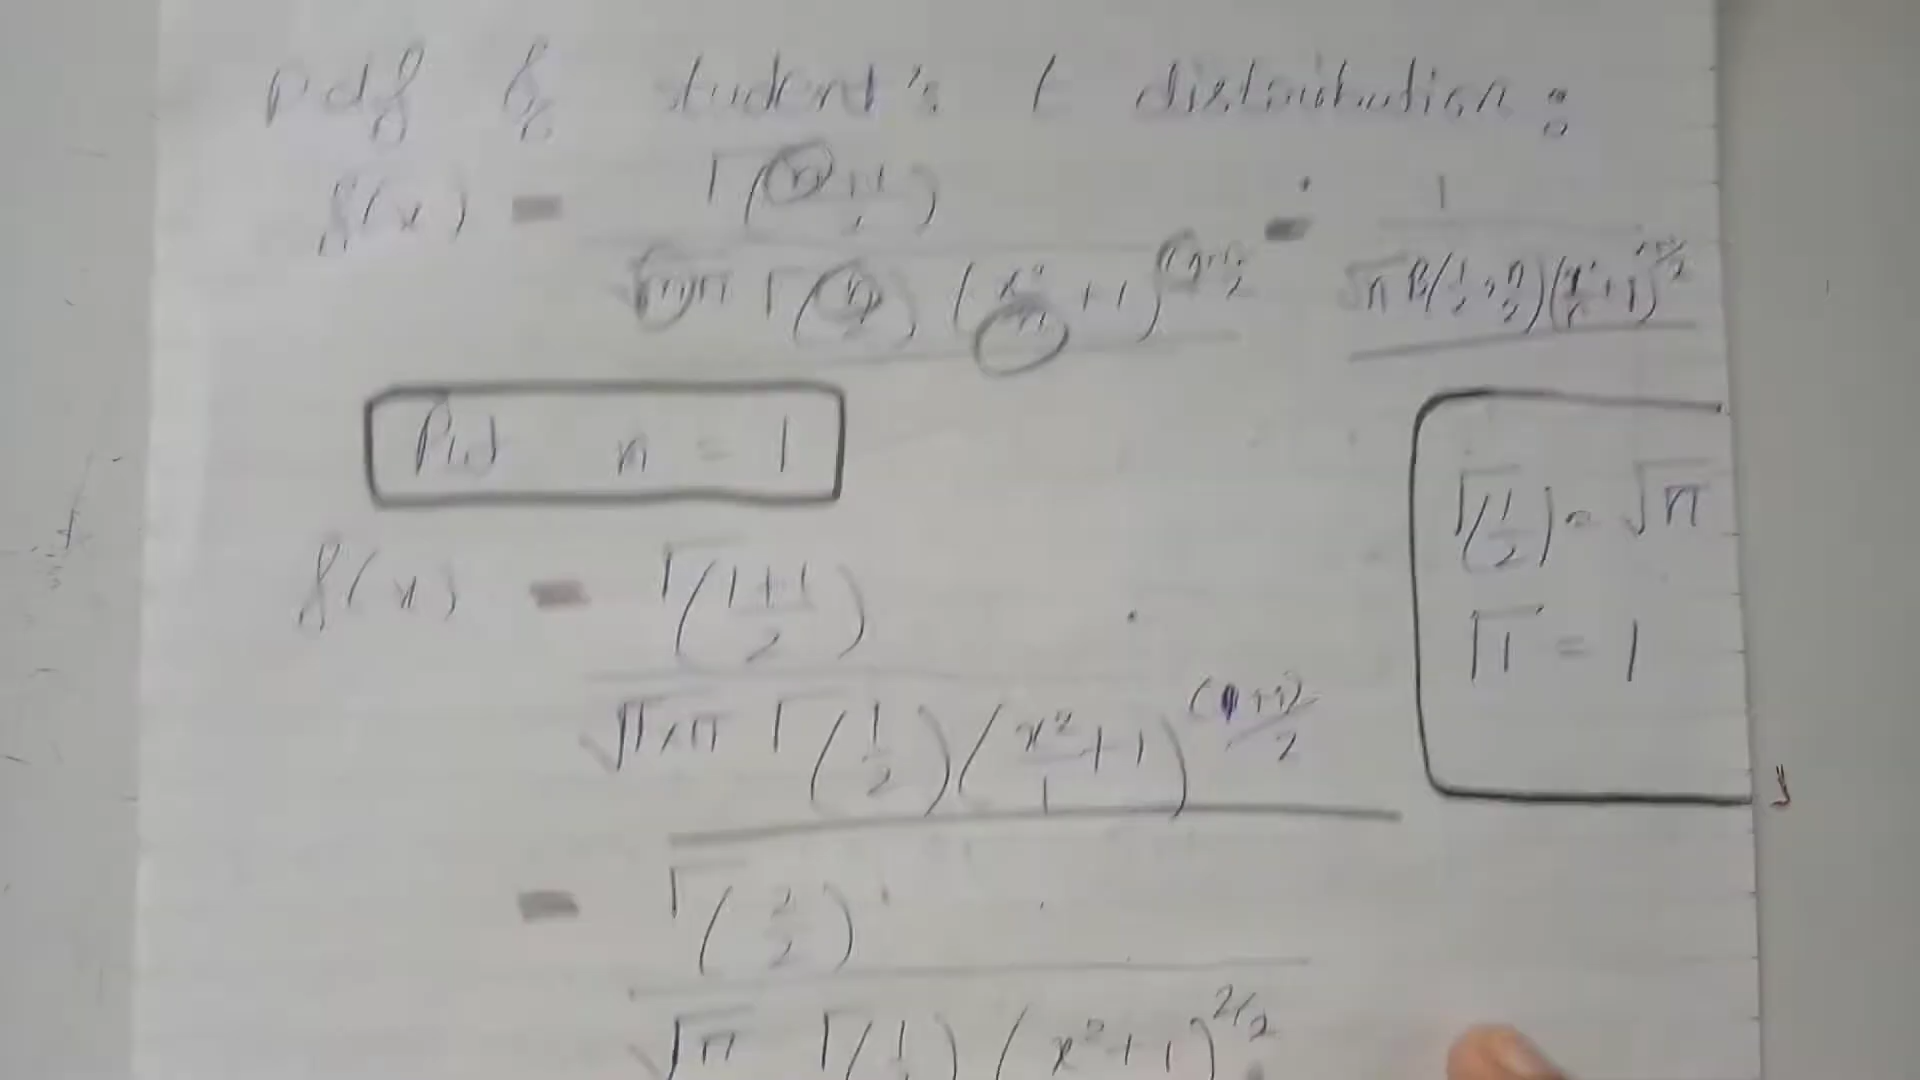 Pdf of student's t distribution:
f(x) = Γ((n+1)/2) / (√(nπ) Γ(n/2) (x²/n + 1)^((n+1)/2)) = 1 / (√n β(1/2, n/2) (x²/n + 1)^((n+1)/2))
Put n = 1
Γ(1/2) = √π
Γ1 = 1
f(x) = Γ((1+1)/2) / (√(1×π) Γ(1/2) (x²/1 + 1)^((1+1)/2))
= Γ(2/2) / (√π Γ(1/2) (x²+1)^(2/2))